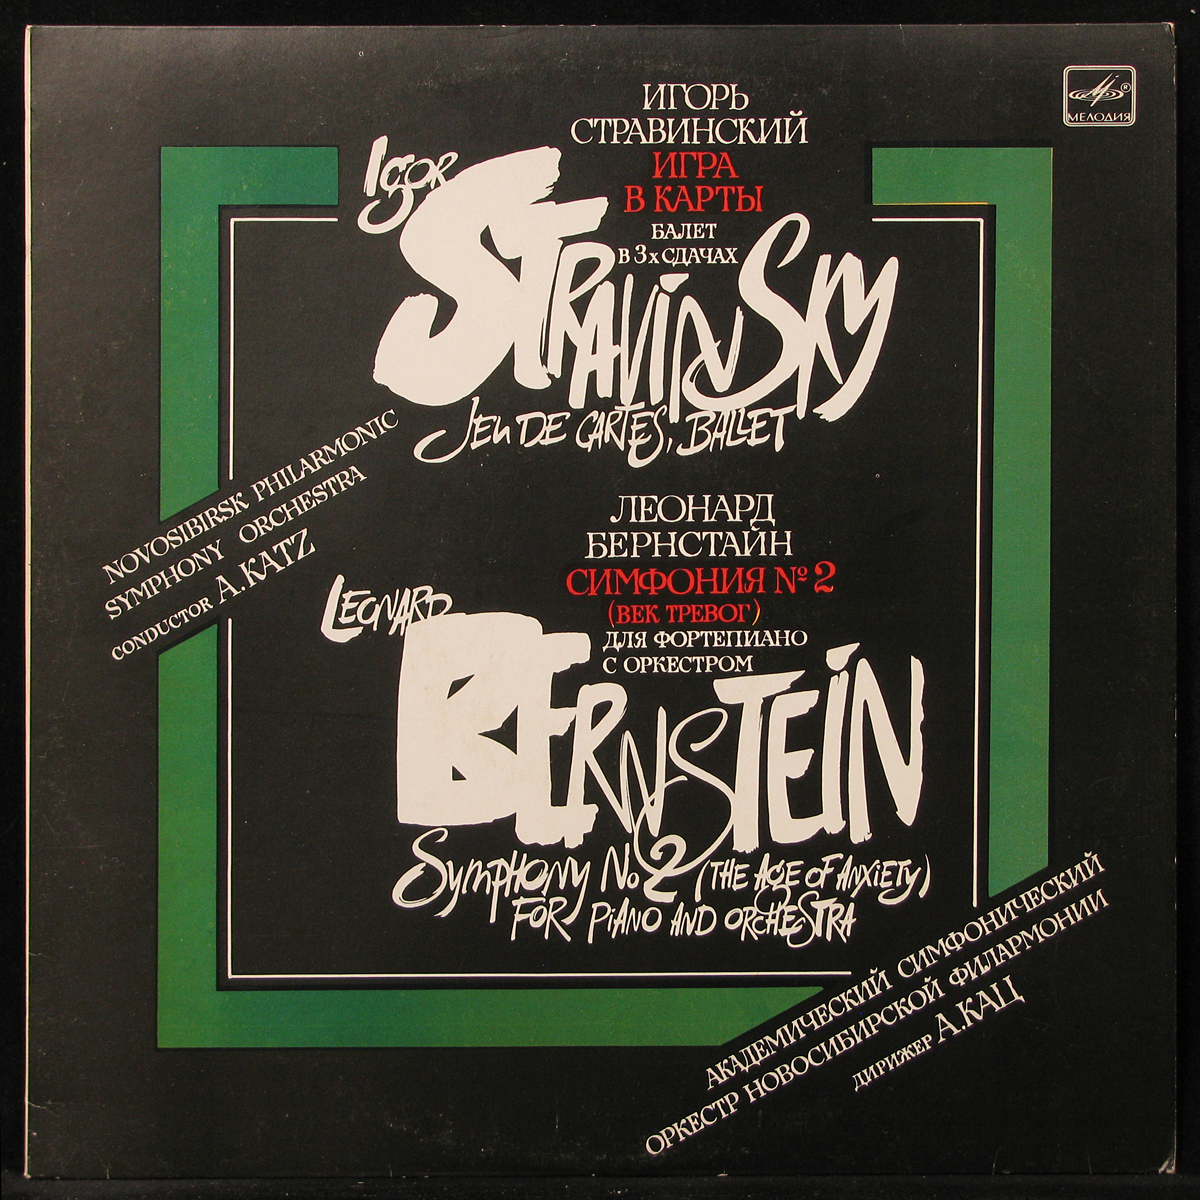 ИГОРЬ
СТРАВИНСКИЙ
ИГРА
В КАРТЫ
БАЛЕТ
В 3х СДАЧАХ
МЕЛОДИЯ
IGOR
STRAVINSKY
JEU DE CARTES, BALLET
NOVOSIBIRSK PHILARMONIC
SYMPHONY ORCHESTRA
CONDUCTOR A. KATZ
ЛЕОНАРД
БЕРНСТАЙН
СИМФОНИЯ № 2
(ВЕК ТРЕВОГ)
ДЛЯ ФОРТЕПИАНО
С ОРКЕСТРОМ
LEONARD
BERNSTEIN
SYMPHONY No 2 (THE AGE OF ANXIETY)
FOR PIANO AND ORCHESTRA
АКАДЕМИЧЕСКИЙ СИМФОНИЧЕСКИЙ
ОРКЕСТР НОВОСИБИРСКОЙ ФИЛАРМОНИИ
ДИРИЖЕР А. КАЦ